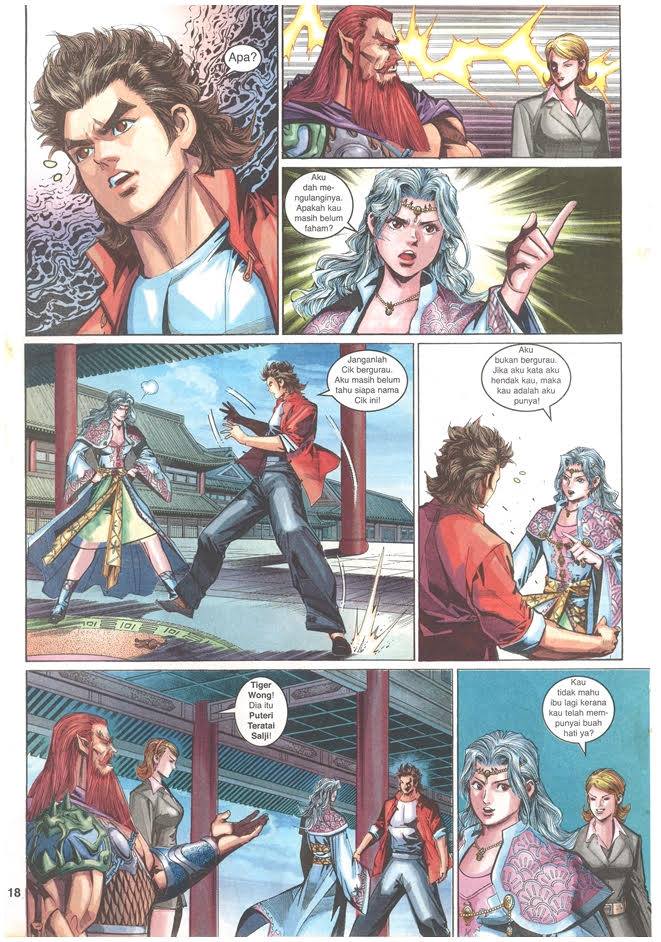 Apa?
Aku
dah me-
ngulanginya.
Apakah kau
masih belum
faham?
Janganlah
Cik bergurau.
Aku masih belum
tahu siapa nama
Cik ini!
Aku
bukan bergurau.
Jika aku kata aku
hendak kau, maka
kau adalah aku
punya!
Tiger
Wong!
Dia itu
Puteri
Teratai
Salji!
Kau
tidak mahu
ibu lagi kerana
kau telah mem-
punyai buah
hati ya?
18